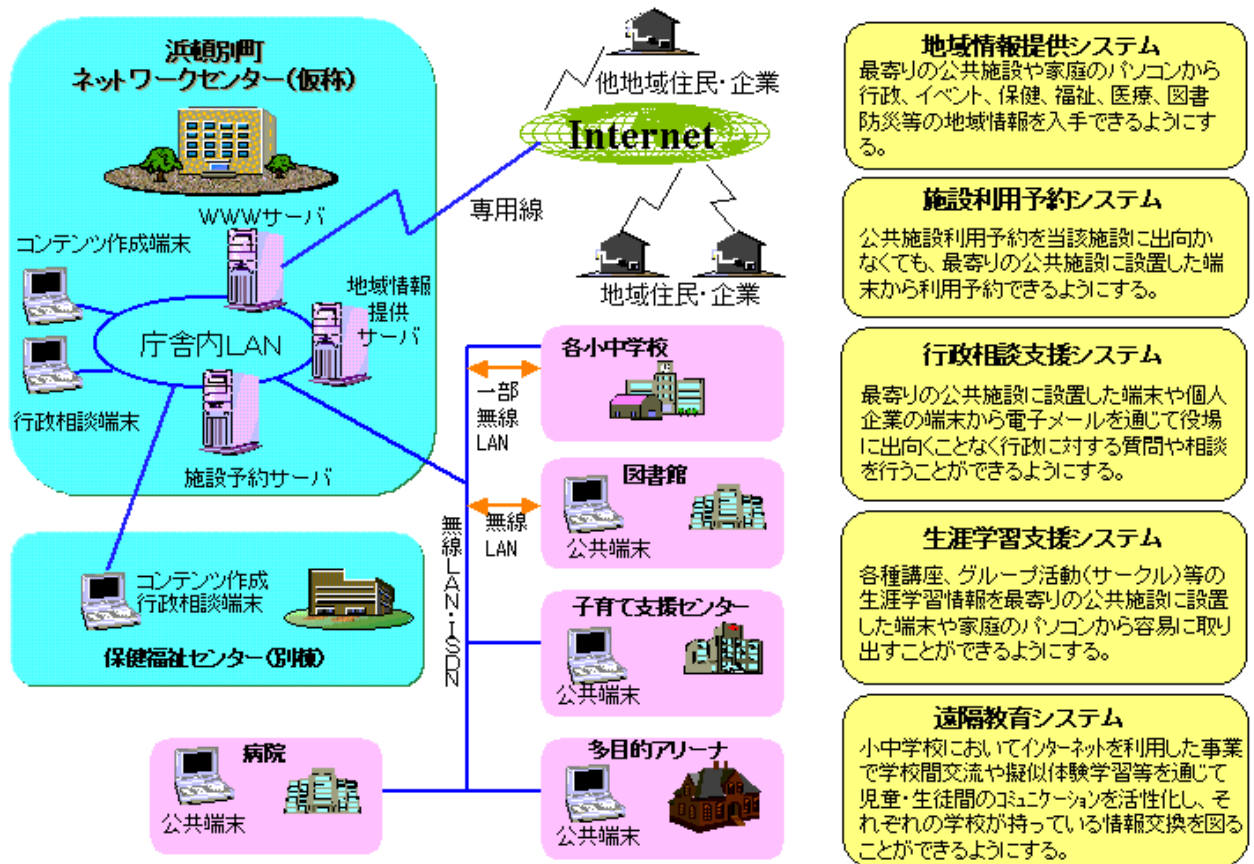 浜頓別町
ネットワークセンター(仮称)
WWWサーバ
コンテンツ作成端末
地域情報
提供
サーバ
庁舎内LAN
行政相談端末
施設予約サーバ
コンテンツ作成
行政相談端末
保健福祉センター(別棟)
他地域住民・企業
Internet
専用線
地域住民・企業
各小中学校
一部
無線
LAN
図書館
無線
LAN
公共端末
無線LAN・ISDN
子育て支援センター
公共端末
病院
公共端末
多目的アリーナ
公共端末
地域情報提供システム
最寄りの公共施設や家庭のパソコンから
行政、イベント、保健、福祉、医療、図書
防災等の地域情報を入手できるようにす
る。
施設利用予約システム
公共施設利用予約を当該施設に出向か
なくても、最寄りの公共施設に設置した端
末から利用予約できるようにする。
行政相談支援システム
最寄りの公共施設に設置した端末や個人
企業の端末から電子メールを通じて役場
に出向くことなく行政に対する質問や相談
を行うことができるようにする。
生涯学習支援システム
各種講座、グループ活動(サークル)等の
生涯学習情報を最寄りの公共施設に設置
した端末や家庭のパソコンから容易に取り
出すことができるようにする。
遠隔教育システム
小中学校においてインターネットを利用した事業
で学校間交流や擬似体験学習等を通じて
児童・生徒間のコミュニケーションを活性化し、そ
れぞれの学校が持っている情報交換を図る
ことができるようにする。